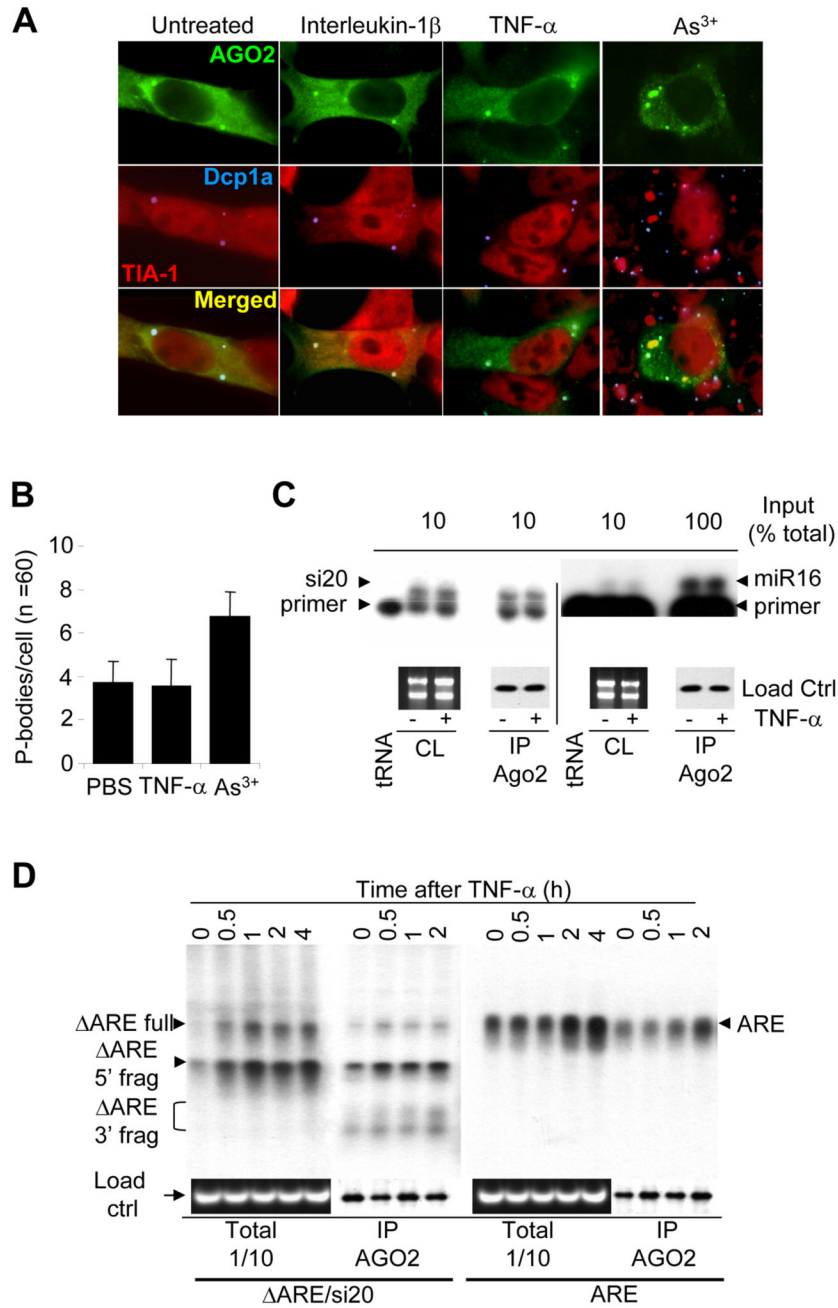 A
Untreated Interleukin-1β TNF-α As³⁺
AGO2
Dcp1a
TIA-1
Merged
B
P-bodies/cell (n =60)
10
8
6
4
2
0
PBS TNF-α As³⁺
C
10 10 10 100 Input (% total)
si20
primer
miR16
primer
Load Ctrl
- + - + - + - + TNF-α
tRNA CL IP Ago2 tRNA CL IP Ago2
D
Time after TNF-α (h)
0 0.5 1 2 4 0 0.5 1 2 0 0.5 1 2 4 0 0.5 1 2
ΔARE full
ΔARE
5' frag
ΔARE
3' frag
ARE
Load
ctrl
Total IP Total IP
1/10 AGO2 1/10 AGO2
ΔARE/si20 ARE